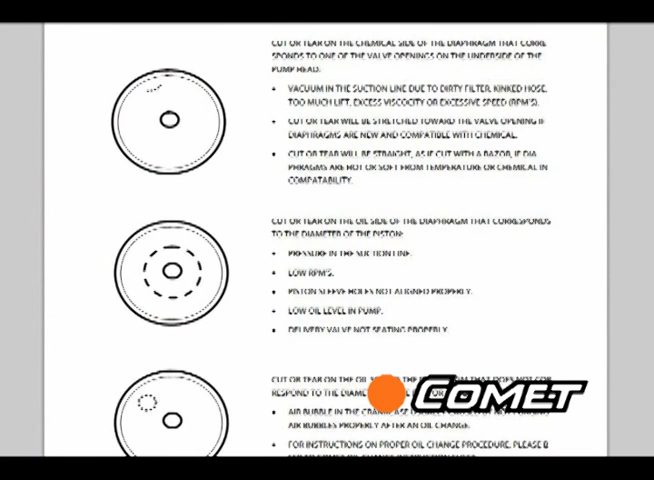 CUT OR TEAR ON THE CHEMICAL SIDE OF THE DIAPHRAGM THAT CORRE
SPONDS TO ONE OF THE VALVE OPENINGS ON THE UNDERSIDE OF THE
PUMP HEAD.
• VACUUM IN THE SUCTION LINE DUE TO DIRTY FILTER, KINKED HOSE,
TOO MUCH LIFT, EXCESS VISCOCITY OR EXCESSIVE SPEED (RPM'S).
• CUT OR TEAR WILL BE STRETCHED TOWARD THE VALVE OPENING IF
DIAPHRAGMS ARE NEW AND COMPATIBLE WITH CHEMICAL.
• CUT OR TEAR WILL BE STRAIGHT, AS IF CUT WITH A RAZOR, IF DIA
PHRAGMS ARE HOT OR SOFT FROM TEMPERATURE OR CHEMICAL IN
COMPATABILITY.
CUT OR TEAR ON THE OIL SIDE OF THE DIAPHRAGM THAT CORRESPONDS
TO THE DIAMETER OF THE PISTON:
• PRESSURE IN THE SUCTION LINE.
• LOW RPM'S.
• PISTON SLEEVE HOLES NOT ALIGNED PROPERLY.
• LOW OIL LEVEL IN PUMP.
• DELIVERY VALVE NOT SEATING PROPERLY.
CUT OR TEAR ON THE OIL THE THAT DOES NOT COR
RESPOND TO THE
COMET
• AIR BUBBLE IN THE
AIR BUBBLES PROPERLY AFTER AN OIL CHANGE.
• FOR INSTRUCTIONS ON PROPER OIL CHANGE PROCEDURE, PLEASE